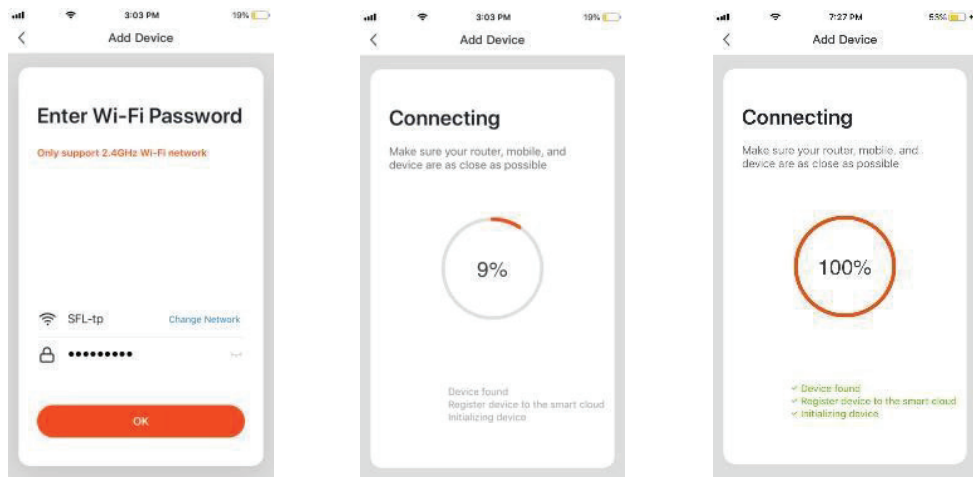 3:03 PM
19%
Add Device
Enter Wi-Fi Password
Only support 2.4GHz Wi-Fi network
SFL-tp
Change Network
OK
3:03 PM
19%
Add Device
Connecting
Make sure your router, mobile, and
device are as close as possible
9%
Device found
Register device to the smart cloud
Initializing device
7:27 PM
53%
Add Device
Connecting
Make sure your router, mobile, and
device are as close as possible
100%
Device found
Register device to the smart cloud
Initializing device